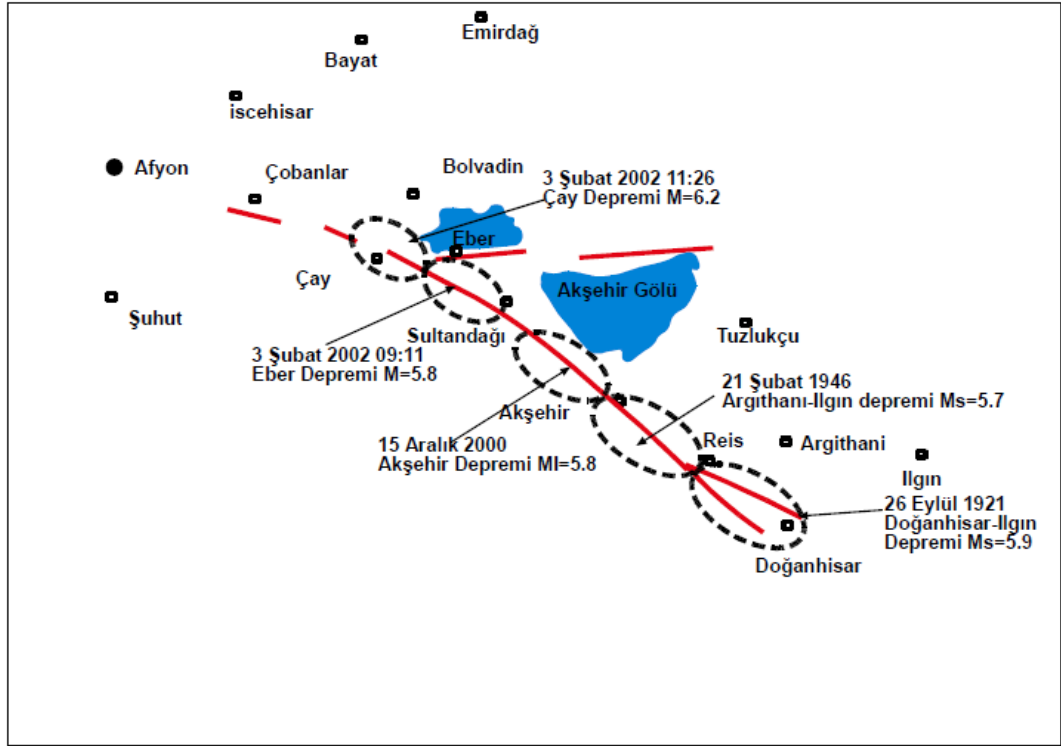 Emirdağ
Bayat
iscehisar
Afyon
Çobanlar
Bolvadin
3 Şubat 2002 11:26
Çay Depremi M=6.2
Eber
Çay
Akşehir Gölü
Şuhut
Sultandağı
Tuzlukçu
3 Şubat 2002 09:11
Eber Depremi M=5.8
21 Şubat 1946
Argıthanı-Ilgın depremi Ms=5.7
Akşehir
15 Aralık 2000
Akşehir Depremi Ml=5.8
Reis
Argithani
Ilgın
26 Eylül 1921
Doğanhisar-Ilgın
Depremi Ms=5.9
Doğanhisar